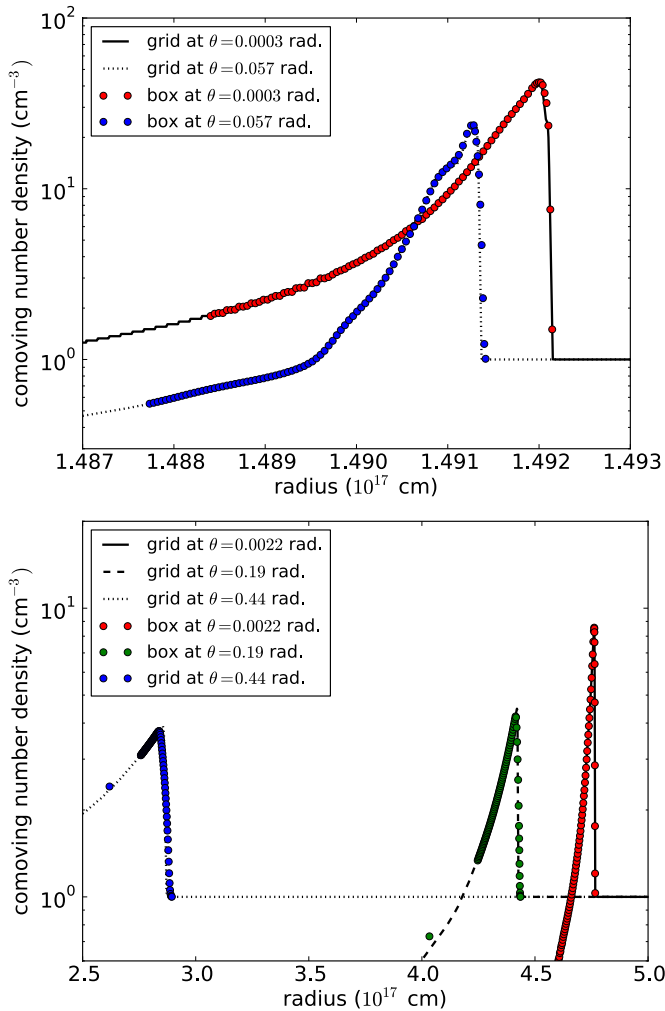 comoving number density (cm⁻³)
10²
10¹
10⁰
grid at θ=0.0003 rad.
grid at θ=0.057 rad.
box at θ=0.0003 rad.
box at θ=0.057 rad.
1.487 1.488 1.489 1.490 1.491 1.492 1.493
radius (10¹⁷ cm)
comoving number density (cm⁻³)
10¹
10⁰
grid at θ=0.0022 rad.
grid at θ=0.19 rad.
grid at θ=0.44 rad.
box at θ=0.0022 rad.
box at θ=0.19 rad.
grid at θ=0.44 rad.
2.5 3.0 3.5 4.0 4.5 5.0
radius (10¹⁷ cm)